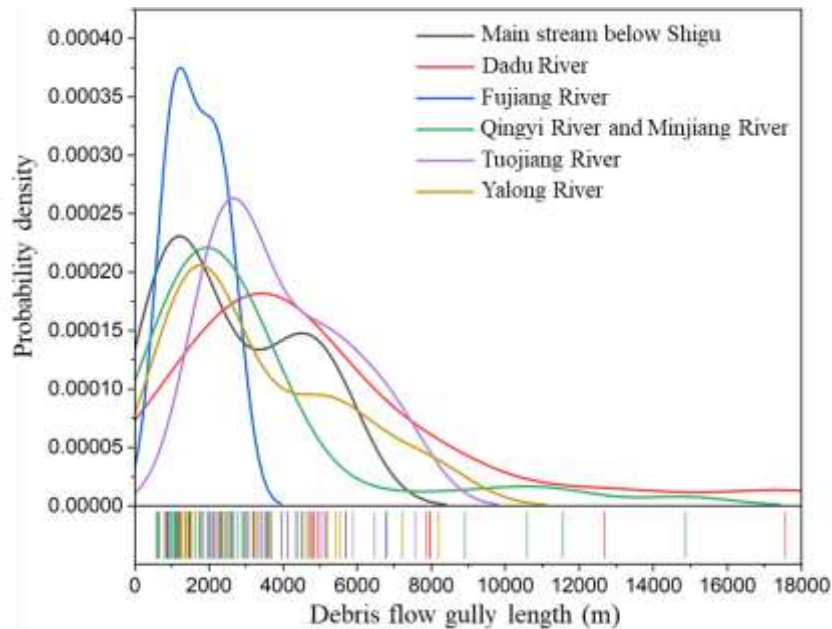 0.00040
0.00035
0.00030
0.00025
0.00020
0.00015
0.00010
0.00005
0.00000
Probability density
Main stream below Shigu
Dadu River
Fujiang River
Qingyi River and Minjiang River
Tuojiang River
Yalong River
0 2000 4000 6000 8000 10000 12000 14000 16000 18000
Debris flow gully length (m)